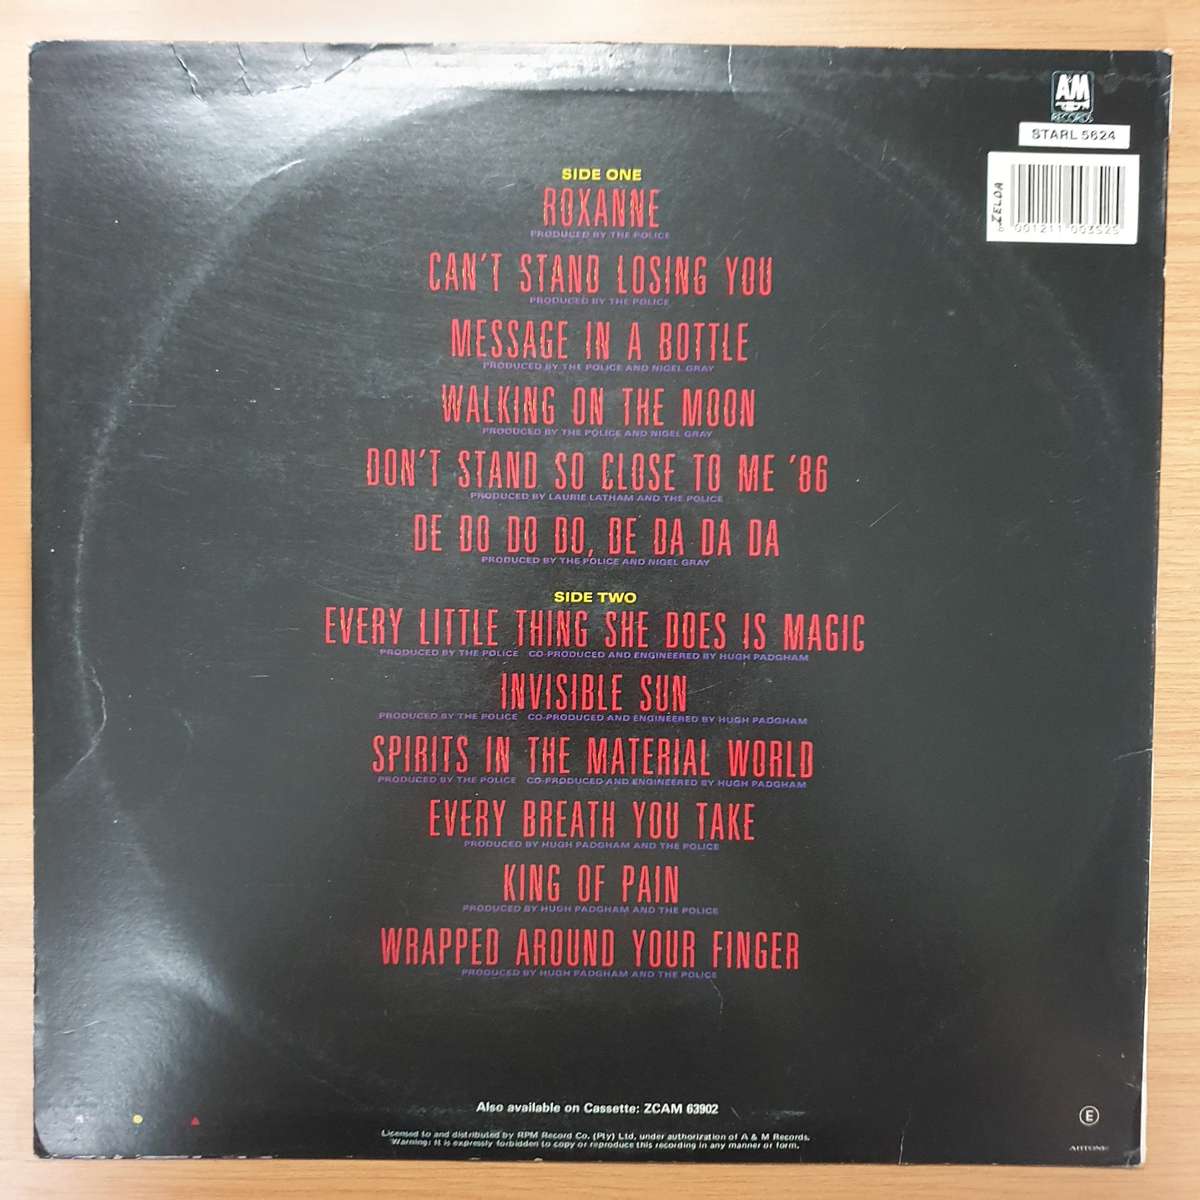 A&M
RECORDS
STARL 5624
ZELDA
6 001211 003525
SIDE ONE
ROXANNE
PRODUCED BY THE POLICE
CAN'T STAND LOSING YOU
PRODUCED BY THE POLICE
MESSAGE IN A BOTTLE
PRODUCED BY THE POLICE AND NIGEL GRAY
WALKING ON THE MOON
PRODUCED BY THE POLICE AND NIGEL GRAY
DON'T STAND SO CLOSE TO ME '86
PRODUCED BY LAURIE LATHAM AND THE POLICE
DE DO DO DO, DE DA DA DA
PRODUCED BY THE POLICE AND NIGEL GRAY
SIDE TWO
EVERY LITTLE THING SHE DOES IS MAGIC
PRODUCED BY THE POLICE CO-PRODUCED AND ENGINEERED BY HUGH PADGHAM
INVISIBLE SUN
PRODUCED BY THE POLICE CO-PRODUCED AND ENGINEERED BY HUGH PADGHAM
SPIRITS IN THE MATERIAL WORLD
PRODUCED BY THE POLICE CO-PRODUCED AND ENGINEERED BY HUGH PADGHAM
EVERY BREATH YOU TAKE
PRODUCED BY HUGH PADGHAM AND THE POLICE
KING OF PAIN
PRODUCED BY HUGH PADGHAM AND THE POLICE
WRAPPED AROUND YOUR FINGER
PRODUCED BY HUGH PADGHAM AND THE POLICE
Also available on Cassette: ZCAM 63902
E
Licensed to and distributed by RPM Record Co. (Pty) Ltd. under authorization of A & M Records.
Warning: It is expressly forbidden to copy or reproduce this recording in any manner or form.
ARTONE